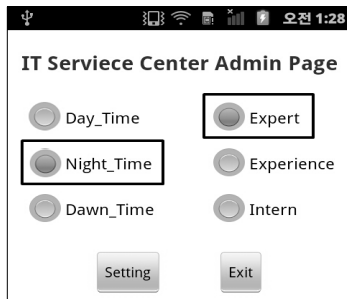 오전 1:28
IT Serviece Center Admin Page
Day_Time Expert
Night_Time Experience
Dawn_Time Intern
Setting Exit